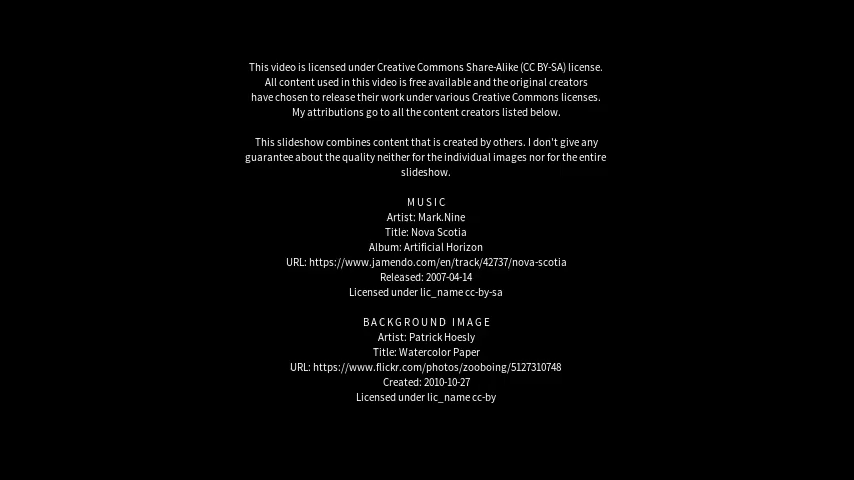 This video is licensed under Creative Commons Share-Alike (CC BY-SA) license.
All content used in this video is free available and the original creators
have chosen to release their work under various Creative Commons licenses.
My attributions go to all the content creators listed below.
This slideshow combines content that is created by others. I don't give any
guarantee about the quality neither for the individual images nor for the entire
slideshow.
MUSIC
Artist: Mark.Nine
Title: Nova Scotia
Album: Artificial Horizon
URL: https://www.jamendo.com/en/track/42737/nova-scotia
Released: 2007-04-14
Licensed under lic_name cc-by-sa
BACKGROUND IMAGE
Artist: Patrick Hoesly
Title: Watercolor Paper
URL: https://www.flickr.com/photos/zooboing/5127310748
Created: 2010-10-27
Licensed under lic_name cc-by